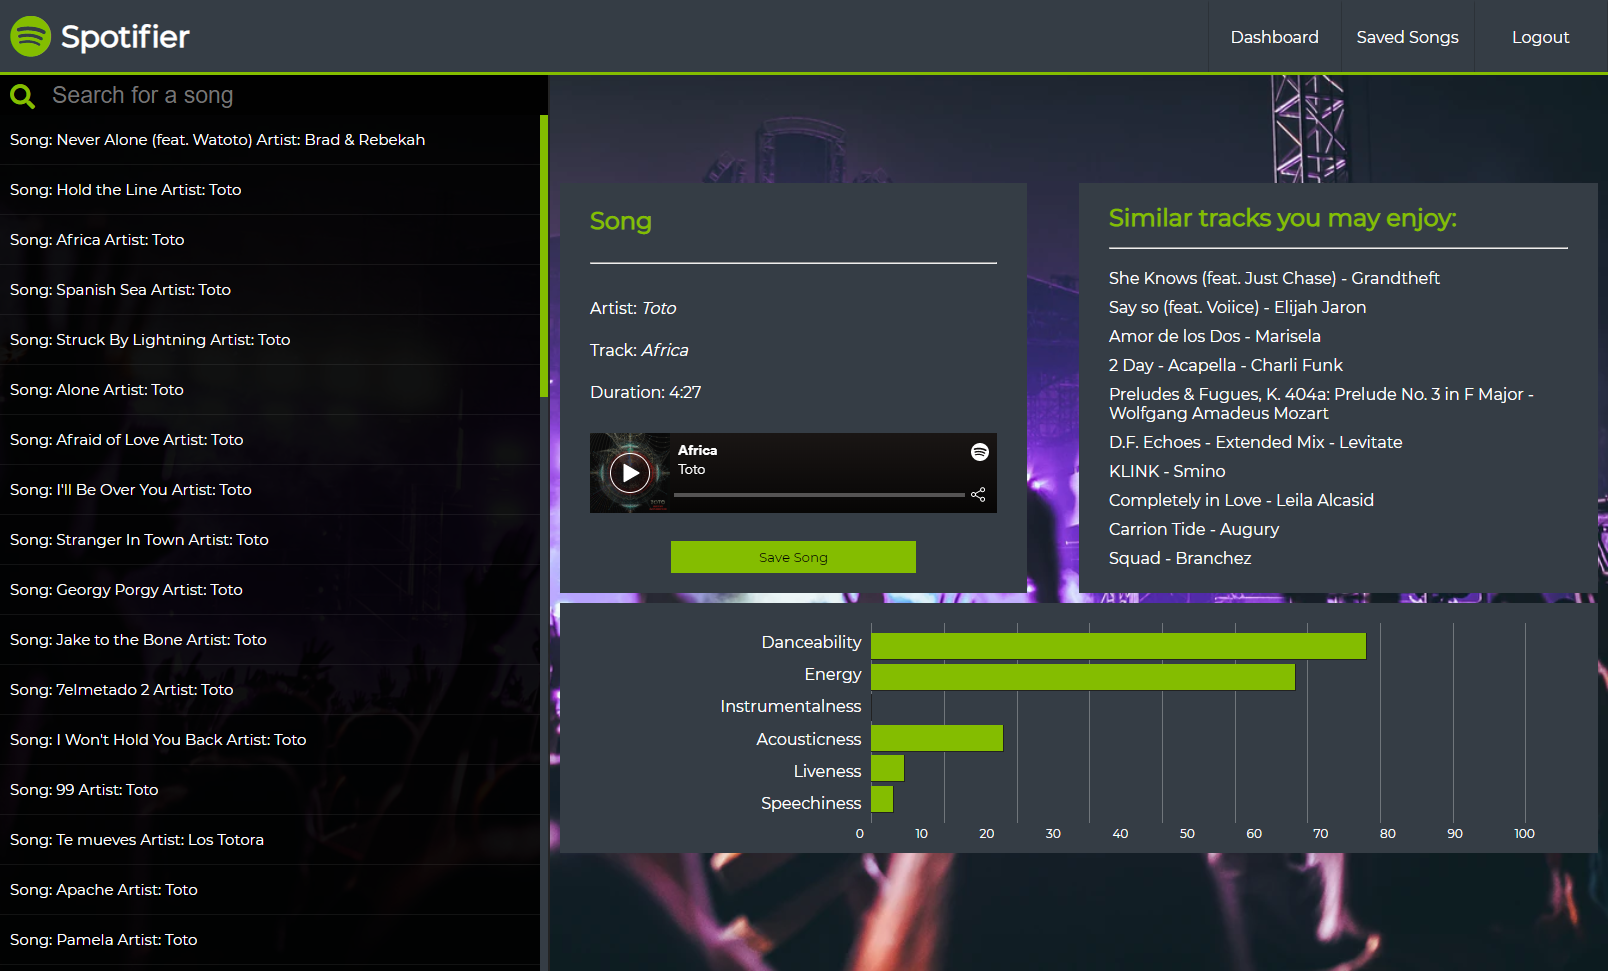 Spotifier
Dashboard
Saved Songs
Logout
Search for a song
Song: Never Alone (feat. Watoto) Artist: Brad & Rebekah
Song: Hold the Line Artist: Toto
Song: Africa Artist: Toto
Song: Spanish Sea Artist: Toto
Song: Struck By Lightning Artist: Toto
Song: Alone Artist: Toto
Song: Afraid of Love Artist: Toto
Song: I'll Be Over You Artist: Toto
Song: Stranger In Town Artist: Toto
Song: Georgy Porgy Artist: Toto
Song: Jake to the Bone Artist: Toto
Song: 7elmetado 2 Artist: Toto
Song: I Won't Hold You Back Artist: Toto
Song: 99 Artist: Toto
Song: Te mueves Artist: Los Totora
Song: Apache Artist: Toto
Song: Pamela Artist: Toto
Song
Artist: Toto
Track: Africa
Duration: 4:27
Africa
Toto
Save Song
Similar tracks you may enjoy:
She Knows (feat. Just Chase) - Grandtheft
Say so (feat. Voiice) - Elijah Jaron
Amor de los Dos - Marisela
2 Day - Acapella - Charli Funk
Preludes & Fugues, K. 404a: Prelude No. 3 in F Major -
Wolfgang Amadeus Mozart
D.F. Echoes - Extended Mix - Levitate
KLINK - Smino
Completely in Love - Leila Alcasid
Carrion Tide - Augury
Squad - Branchez
Danceability
Energy
Instrumentalness
Acousticness
Liveness
Speechiness
0 10 20 30 40 50 60 70 80 90 100